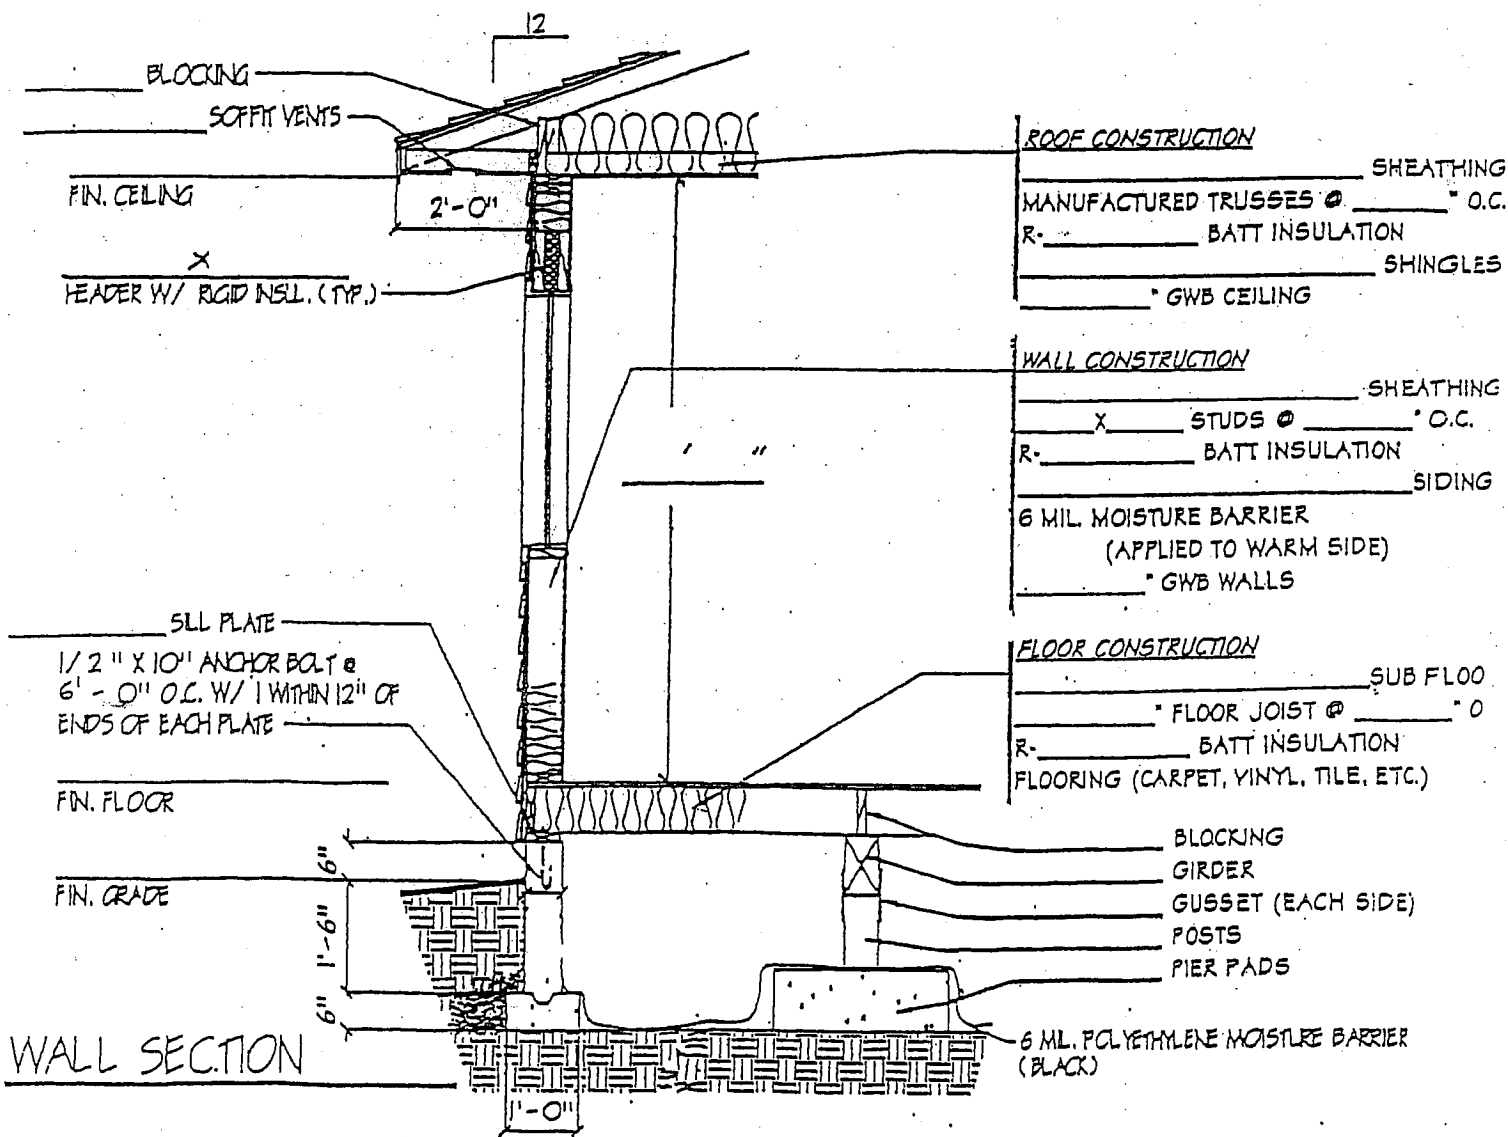 12
BLOCKING
SOFFIT VENTS
FIN. CEILING
2'-0"
X
HEADER W/ RIGID INSUL. (TYP.)
ROOF CONSTRUCTION
SHEATHING
MANUFACTURED TRUSSES @ " O.C.
R- BATT INSULATION
SHINGLES
" GWB CEILING
WALL CONSTRUCTION
SHEATHING
X STUDS @ " O.C.
R- BATT INSULATION
SIDING
6 MIL. MOISTURE BARRIER
(APPLIED TO WARM SIDE)
" GWB WALLS
' "
SILL PLATE
1/2" X 10" ANCHOR BOLT @
6'-0" O.C. W/ 1 WITHIN 12" OF
ENDS OF EACH PLATE
FIN. FLOOR
6"
FIN. GRADE
1'-6"
6"
FLOOR CONSTRUCTION
SUB FLOO
" FLOOR JOIST @ " O
R- BATT INSULATION
FLOORING (CARPET, VINYL, TILE, ETC.)
BLOCKING
GIRDER
GUSSET (EACH SIDE)
POSTS
PIER PADS
6 MIL. POLYETHYLENE MOISTURE BARRIER
(BLACK)
WALL SECTION
1'-0"